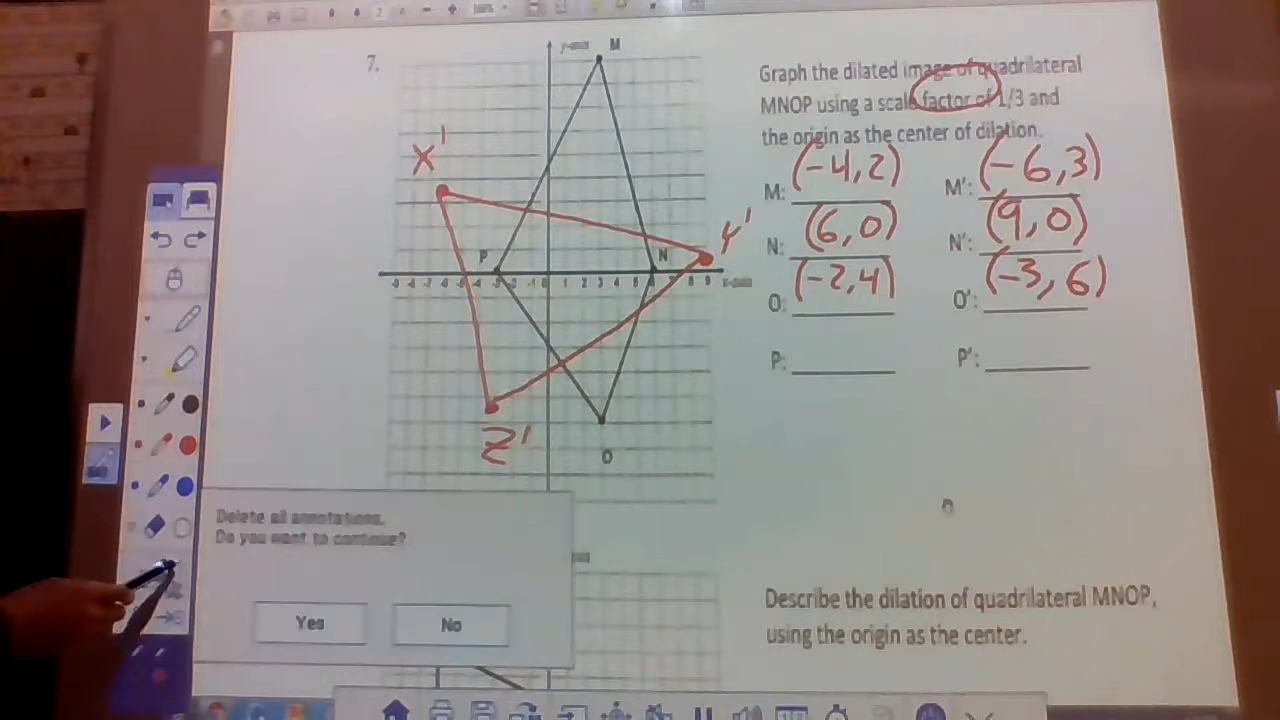 7.
y-axis M
Graph the dilated image of quadrilateral
MNOP using a scale factor of 1/3 and
the origin as the center of dilation.
X'
(-4,2) (-6,3)
M: M':
Y'
(6,0) (9,0)
P N
N: N':
(-2,4) (-3,6)
x-axis
O: O':
P: P':
Z'
O
Delete all annotations.
Do you want to continue?
Yes No
Describe the dilation of quadrilateral MNOP,
using the origin as the center.